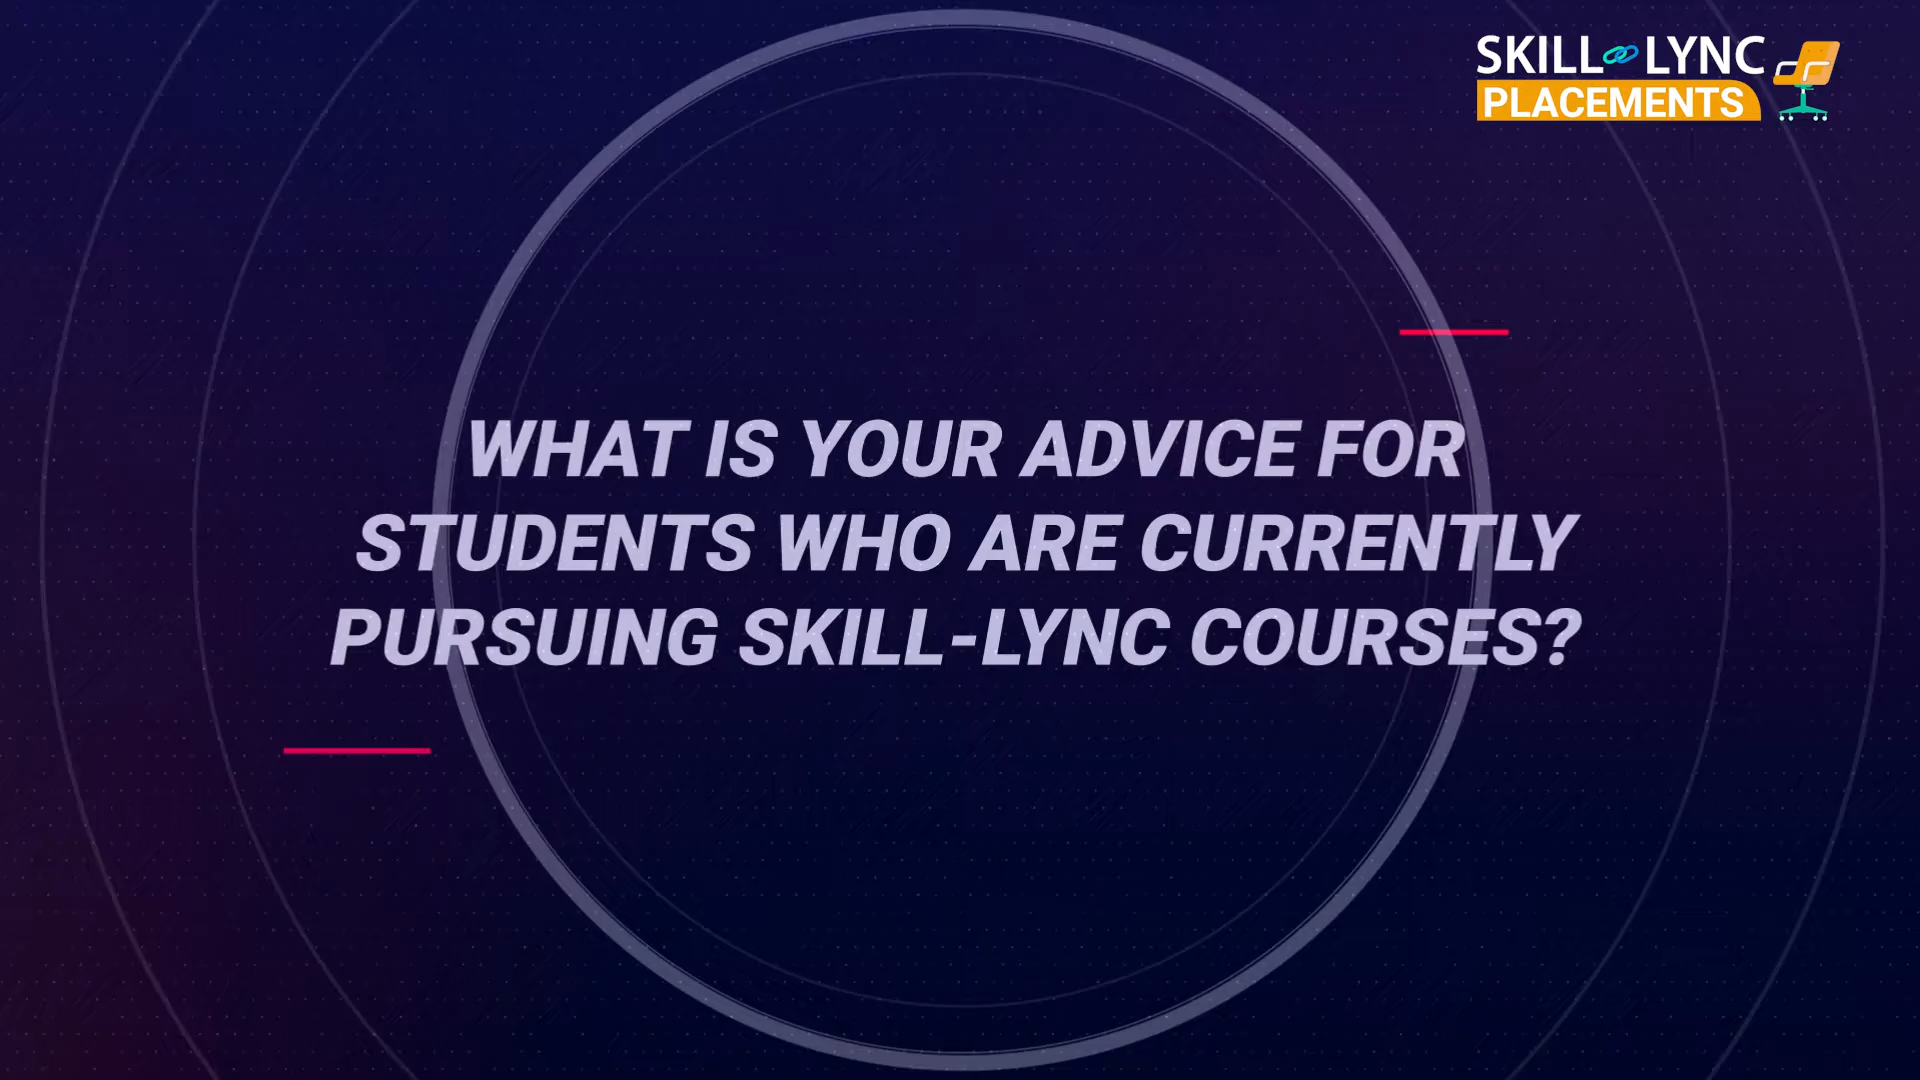 SKILL LYNC
PLACEMENTS
WHAT IS YOUR ADVICE FOR
STUDENTS WHO ARE CURRENTLY
PURSUING SKILL-LYNC COURSES?